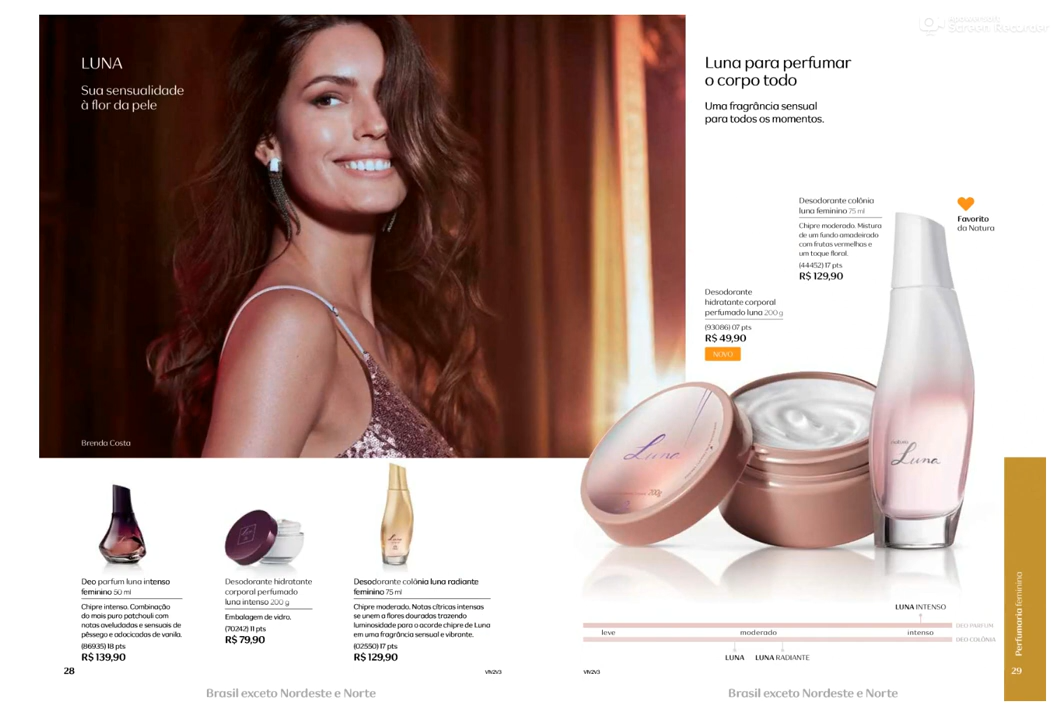 LUNA
Sua sensualidade
à flor da pele
Brenda Costa
Deo parfum luna intenso
feminino 50 ml
Chipre intenso. Combinação
do mais puro patchouli com
notas aveludadas e sensuais de
pêssego e adocicadas de vanila.
(86935) 18 pts
R$ 139,90
Desodorante hidratante
corporal perfumado
luna intenso 200 g
Embalagem de vidro.
(70242) 11 pts
R$ 79,90
Desodorante colônia luna radiante
feminino 75 ml
Chipre moderado. Notas cítricas intensas
se unem a flores douradas trazendo
luminosidade para o acorde chipre de Luna
em uma fragrância sensual e vibrante.
(02550) 17 pts
R$ 129,90
28
VN2V3
Brasil exceto Nordeste e Norte
Screen Recorder
Luna para perfumar
o corpo todo
Uma fragrância sensual
para todos os momentos.
Desodorante colônia
luna feminino 75 ml
Chipre moderado. Mistura
de um fundo amadeirado
com frutas vermelhas e
um toque floral.
(44452) 17 pts
R$ 129,90
Favorito
da Natura
Desodorante
hidratante corporal
perfumado luna 200 g
(93086) 07 pts
R$ 49,90
NOVO
Luna
200g
natura
Luna
LUNA INTENSO
DEO PARFUM
leve moderado intenso
DEO COLÔNIA
LUNA LUNA RADIANTE
VN2V3
Brasil exceto Nordeste e Norte
Perfumaria feminina
29